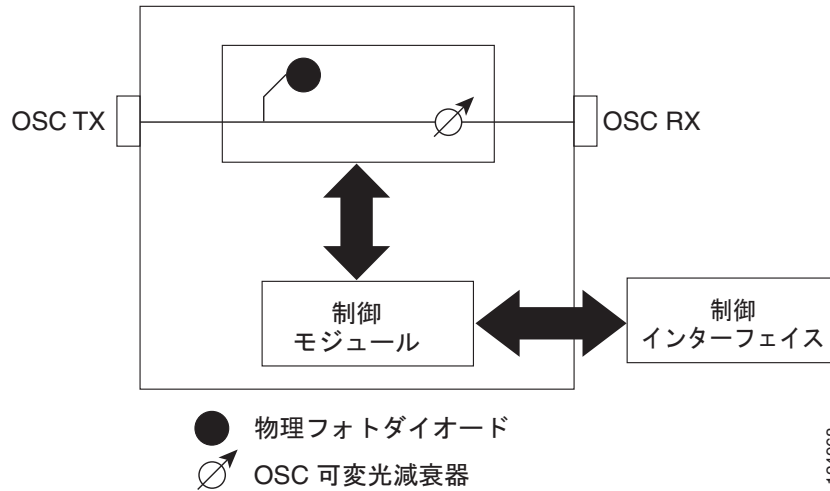 OSC TX
OSC RX
制御
モジュール
制御
インターフェイス
物理フォトダイオード
OSC 可変光減衰器